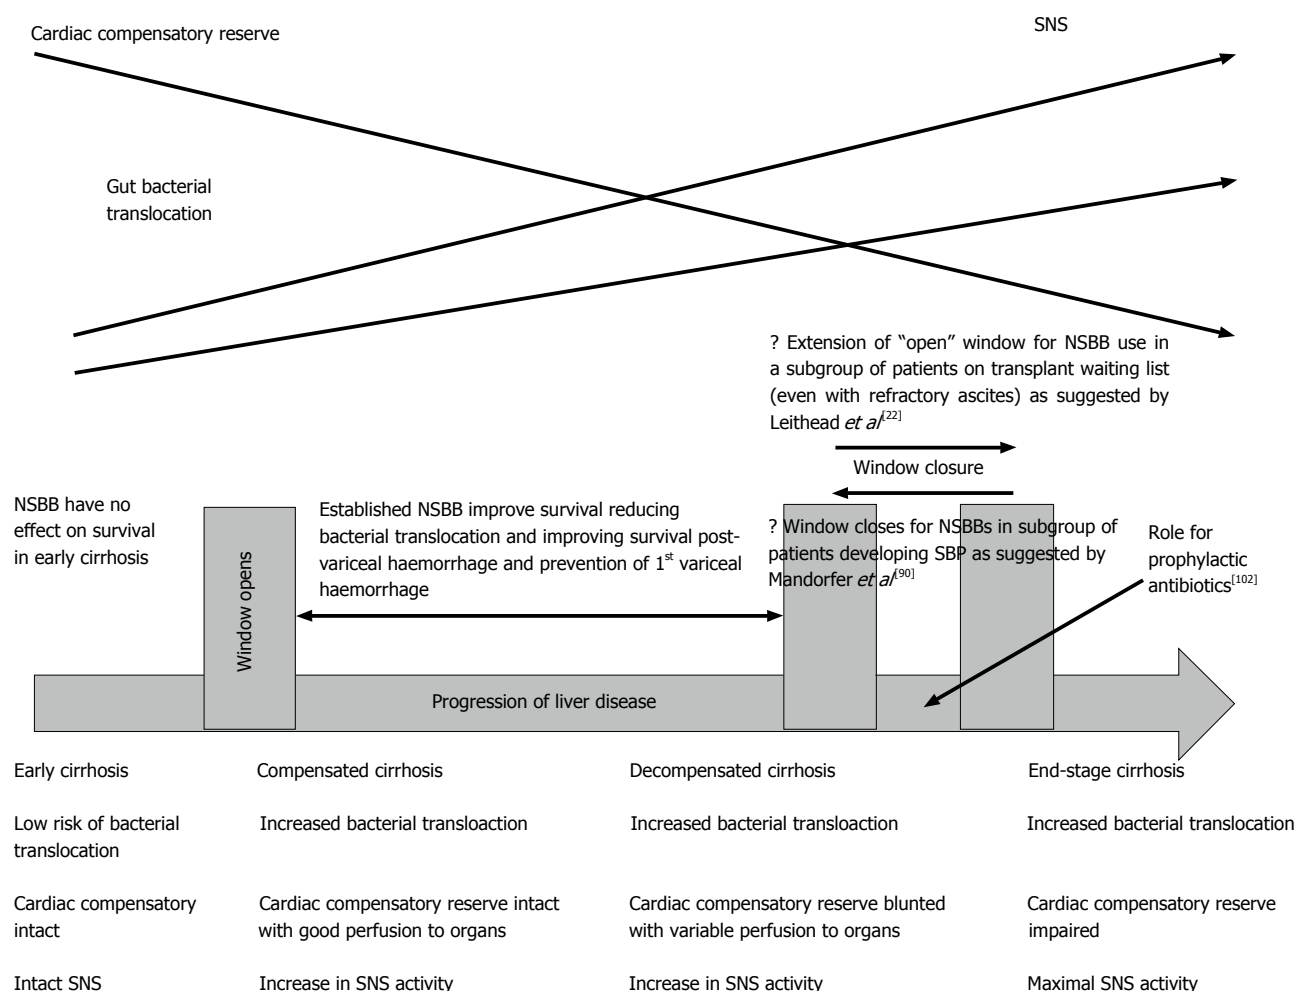 Cardiac compensatory reserve
SNS
Gut bacterial
translocation
? Extension of “open” window for NSBB use in
a subgroup of patients on transplant waiting list
(even with refractory ascites) as suggested by
Leithead et al[22]
Window closure
NSBB have no
effect on survival
in early cirrhosis
Window opens
Established NSBB improve survival reducing
bacterial translocation and improving survival post-
variceal haemorrhage and prevention of 1st variceal
haemorrhage
? Window closes for NSBBs in subgroup of
patients developing SBP as suggested by
Mandorfer et al[90]
Role for
prophylactic
antibiotics[102]
Progression of liver disease
Early cirrhosis
Compensated cirrhosis
Decompensated cirrhosis
End-stage cirrhosis
Low risk of bacterial
translocation
Increased bacterial transloaction
Increased bacterial transloaction
Increased bacterial translocation
Cardiac compensatory
intact
Cardiac compensatory reserve intact
with good perfusion to organs
Cardiac compensatory reserve blunted
with variable perfusion to organs
Cardiac compensatory reserve
impaired
Intact SNS
Increase in SNS activity
Increase in SNS activity
Maximal SNS activity